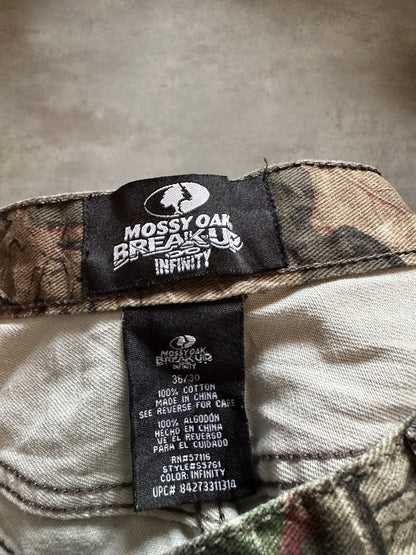 MOSSY OAK
BREAK-UP
INFINITY
MOSSY OAK
BREAK-UP
INFINITY
36/30
100% COTTON
MADE IN CHINA
SEE REVERSE FOR CARE
100% ALGODÓN
HECHO EN CHINA
VE EL REVERSO
PARA EL CUIDADO
RN#57116
STYLE#55761
COLOR: INFINITY
UPC# 84273311314